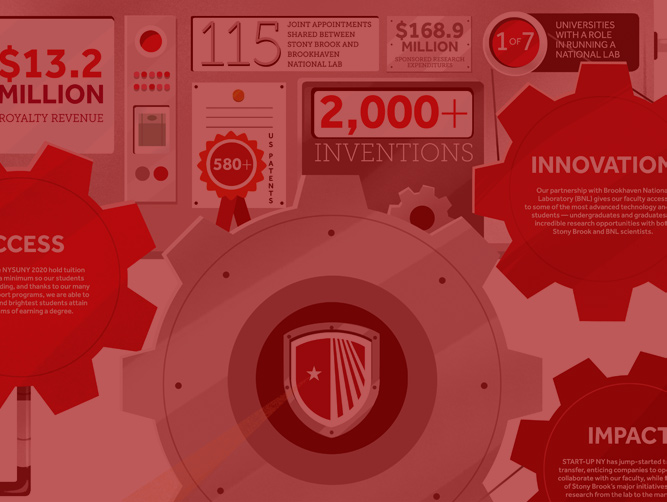 $13.2
MILLION
ROYALTY REVENUE
115
JOINT APPOINTMENTS
SHARED BETWEEN
STONY BROOK AND
BROOKHAVEN
NATIONAL LAB
$168.9
MILLION
SPONSORED RESEARCH
EXPENDITURES
1 OF 7
UNIVERSITIES
WITH A ROLE
IN RUNNING A
NATIONAL LAB
580+
US PATENTS
2,000+
INVENTIONS
INNOVATION
Our partnership with Brookhaven Nationa
Laboratory (BNL) gives our faculty access
to some of the most advanced technology and
students — undergraduates and graduates
incredible research opportunities with bot
Stony Brook and BNL scientists.
CCESS
NYSUNY 2020 hold tuition
a minimum so our students
ding, and thanks to our many
port programs, we are able to
nd brightest students attain
ms of earning a degree.
IMPACT
START-UP NY has jump-started t
transfer, enticing companies to op
collaborate with our faculty, while
of Stony Brook's major initiatives
research from the lab to the ma